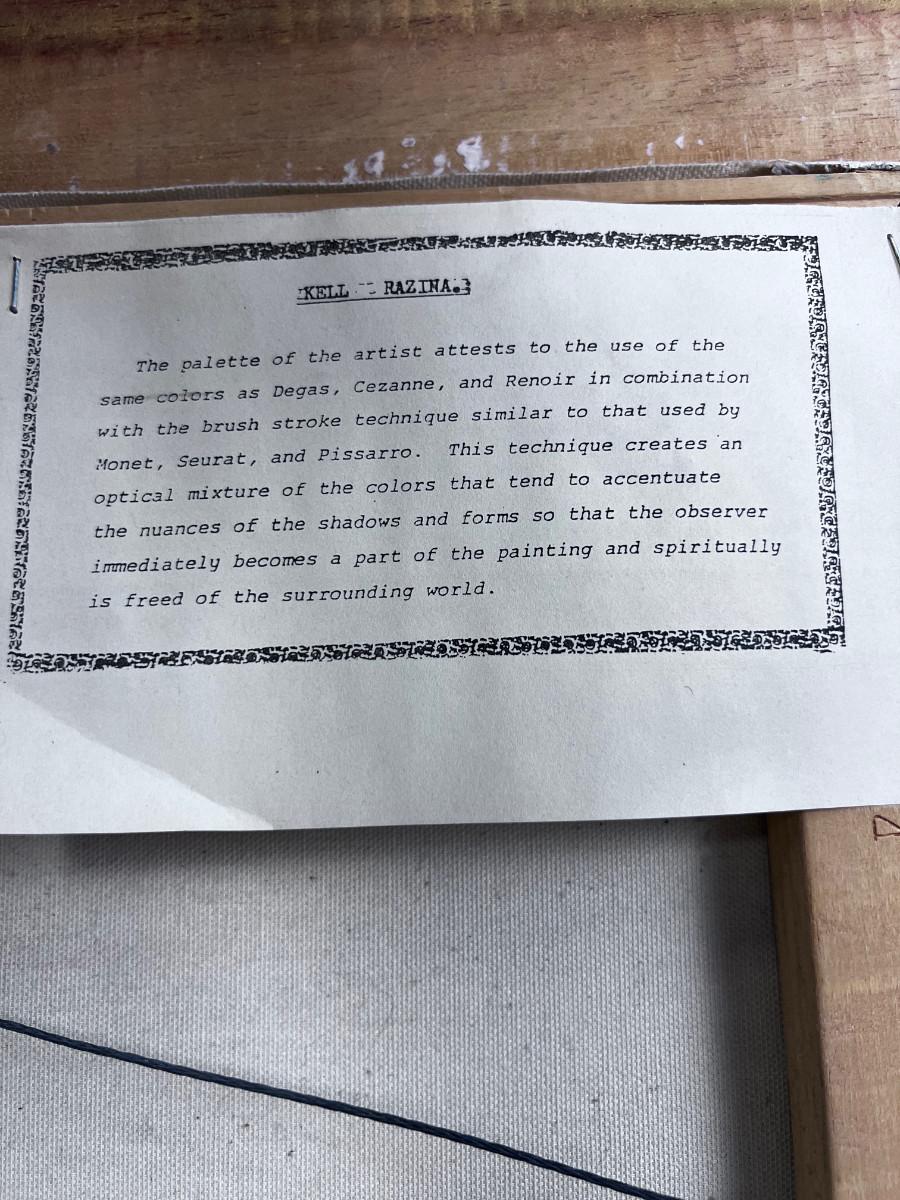 KELL RAZINA.
The palette of the artist attests to the use of the
same colors as Degas, Cezanne, and Renoir in combination
with the brush stroke technique similar to that used by
Monet, Seurat, and Pissarro. This technique creates an
optical mixture of the colors that tend to accentuate
the nuances of the shadows and forms so that the observer
immediately becomes a part of the painting and spiritually
is freed of the surrounding world.